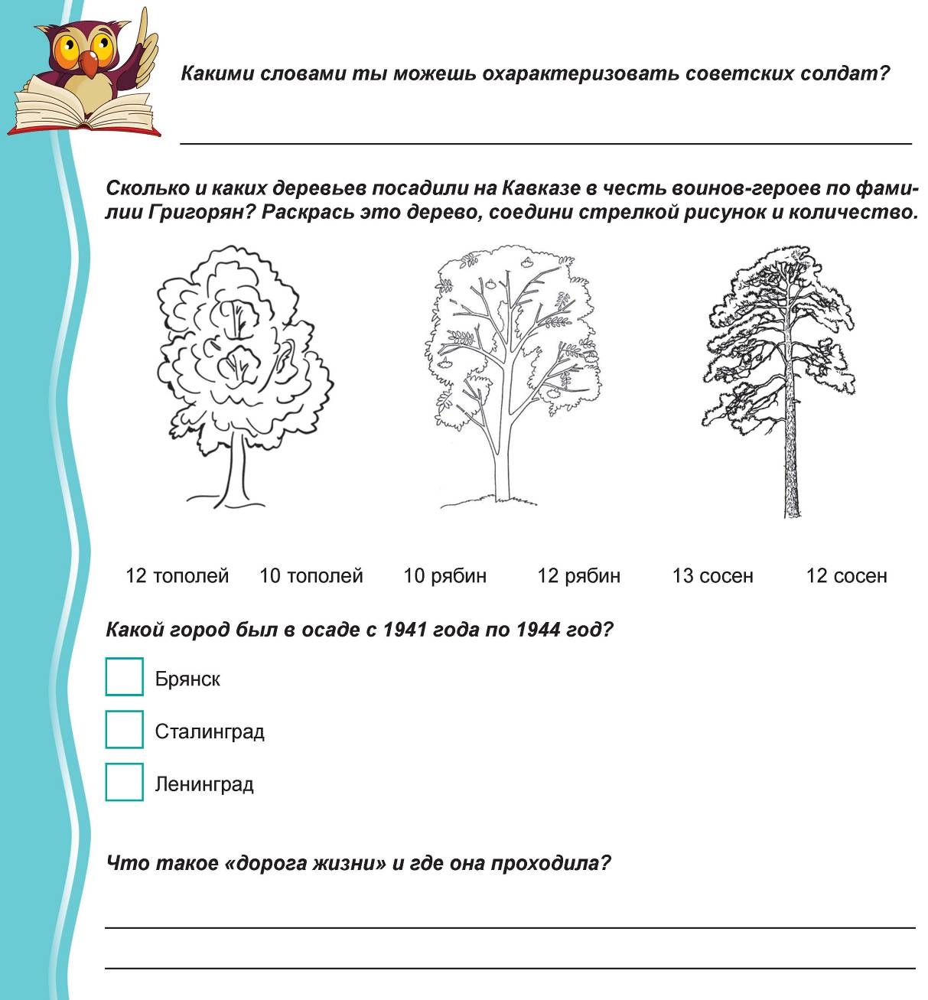 Какими словами ты можешь охарактеризовать советских солдат?
Сколько и каких деревьев посадили на Кавказе в честь воинов-героев по фами-
лии Григорян? Раскрась это дерево, соедини стрелкой рисунок и количество.
12 тополей 10 тополей 10 рябин 12 рябин 13 сосен 12 сосен
Какой город был в осаде с 1941 года по 1944 год?
Брянск
Сталинград
Ленинград
Что такое «дорога жизни» и где она проходила?